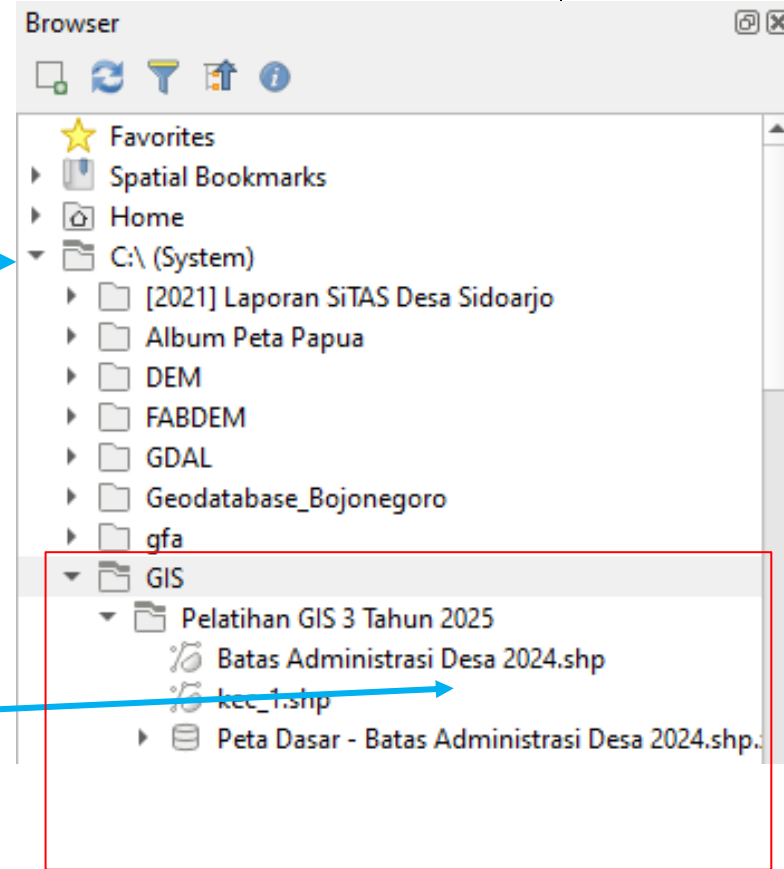 Browser
Favorites
Spatial Bookmarks
Home
C:\ (System)
[2021] Laporan SiTAS Desa Sidoarjo
Album Peta Papua
DEM
FABDEM
GDAL
Geodatabase_Bojonegoro
gfa
GIS
Pelatihan GIS 3 Tahun 2025
Batas Administrasi Desa 2024.shp
kec_1.shp
Peta Dasar - Batas Administrasi Desa 2024.shp.